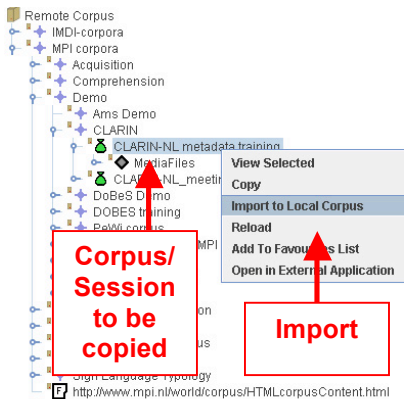 Remote Corpus
IMDI-corpora
MPI corpora
Acquisition
Comprehension
Demo
Ams Demo
CLARIN
CLARIN-NL metadata training
MediaFiles
View Selected
Copy
Import to Local Corpus
Reload
Add To Favourites List
Open in External Application
DoBeS Demo
DOBES training
MPI
Corpus/
Session
to be
copied
Import
Sign Language Typology
http://www.mpi.nl/world/corpus/HTMLcorpusContent.html